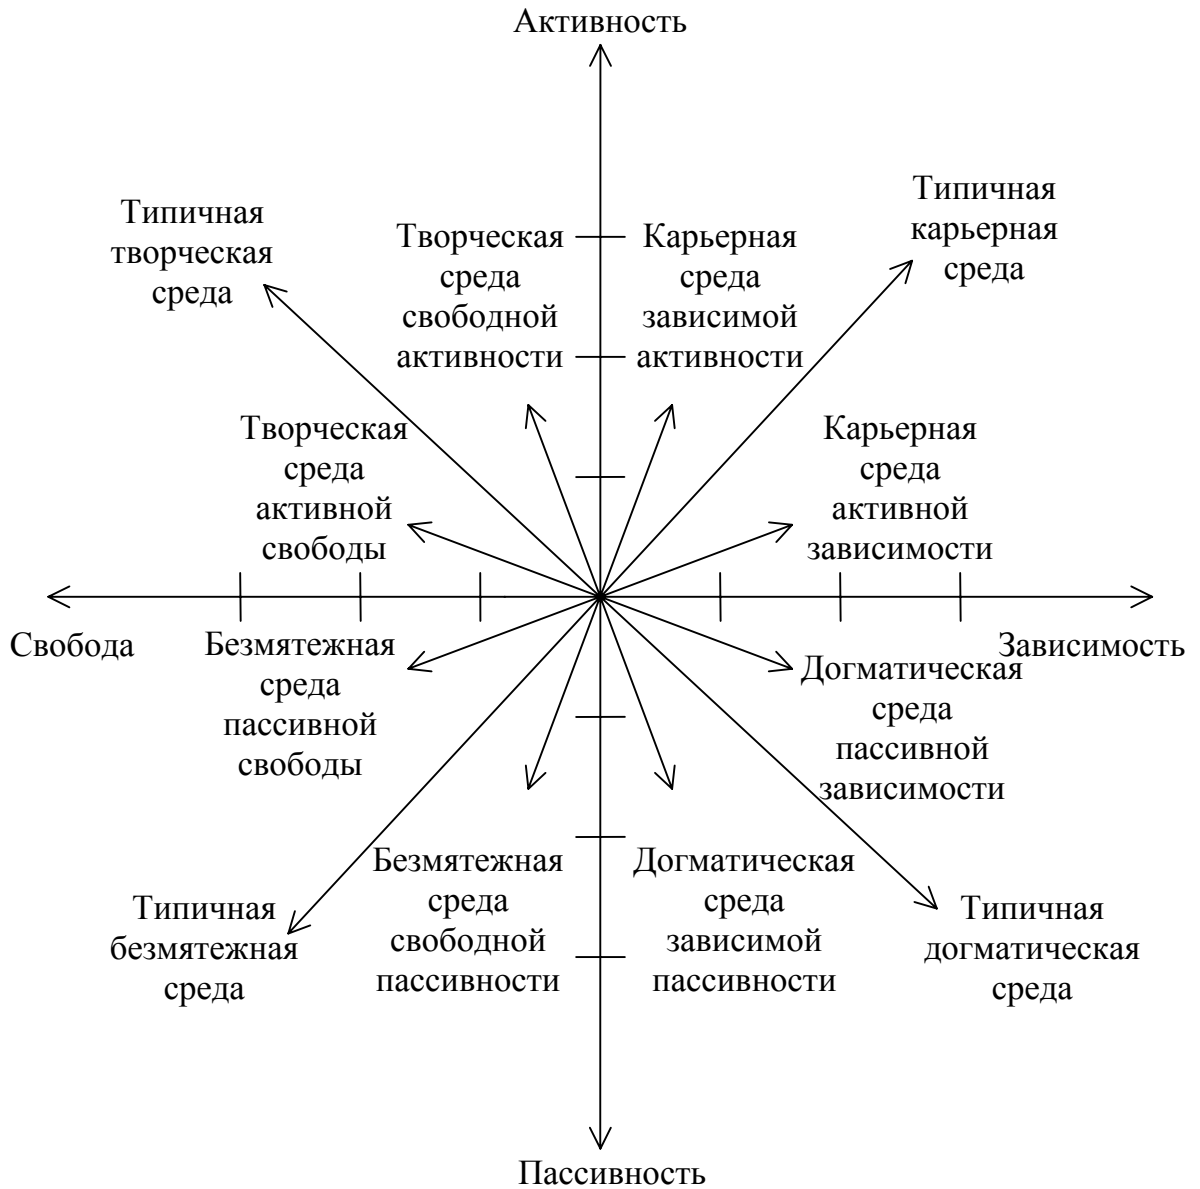 Активность
Типичная
творческая
среда
Творческая
среда
свободной
активности
Карьерная
среда
зависимой
активности
Типичная
карьерная
среда
Творческая
среда
активной
свободы
Карьерная
среда
активной
зависимости
Свобода
Зависимость
Безмятежная
среда
пассивной
свободы
Догматическая
среда
пассивной
зависимости
Типичная
безмятежная
среда
Безмятежная
среда
свободной
пассивности
Догматическая
среда
зависимой
пассивности
Типичная
догматическая
среда
Пассивность